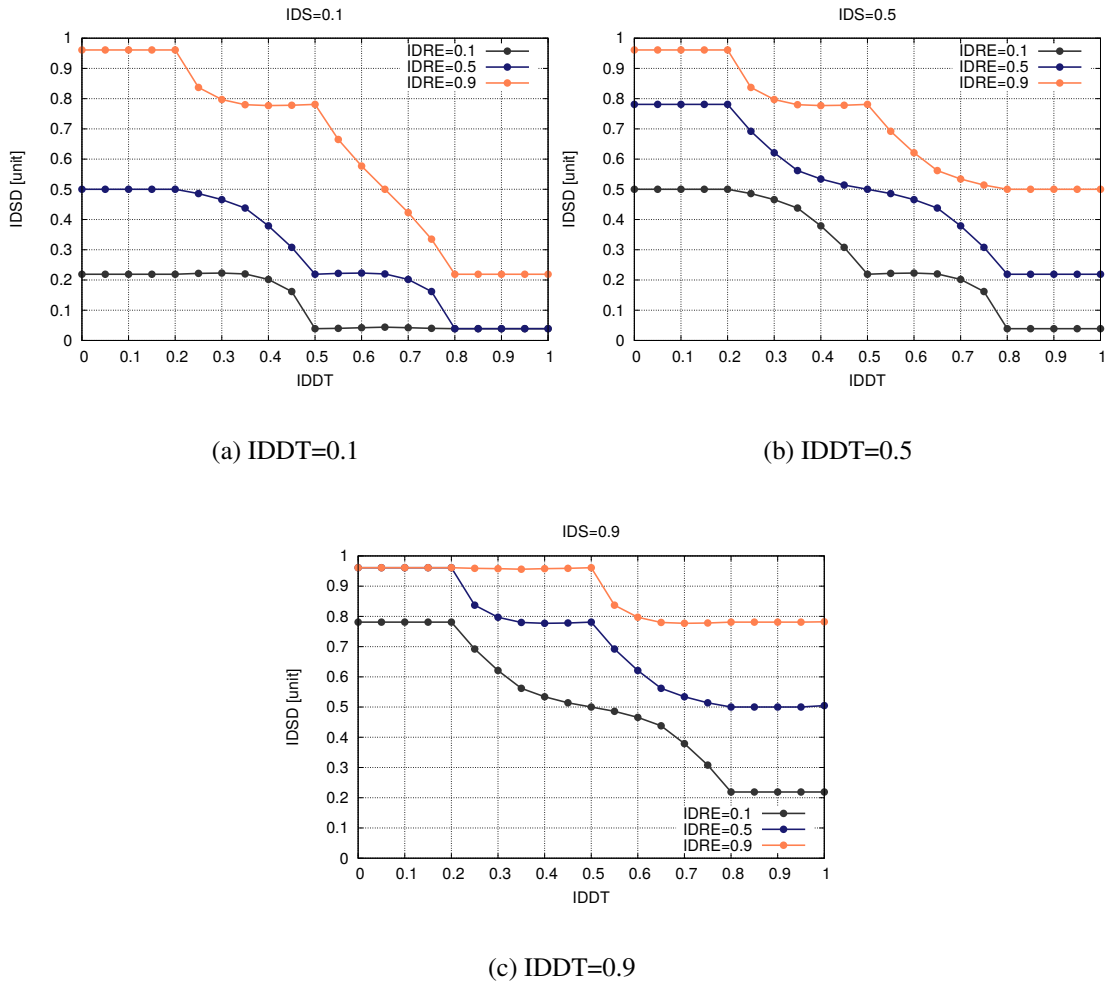 IDS=0.1
IDRE=0.1
IDRE=0.5
IDRE=0.9
1
0.9
0.8
0.7
0.6
0.5
0.4
0.3
0.2
0.1
0
IDSD [unit]
0 0.1 0.2 0.3 0.4 0.5 0.6 0.7 0.8 0.9 1
IDDT
(a) IDDT=0.1
IDS=0.5
IDRE=0.1
IDRE=0.5
IDRE=0.9
1
0.9
0.8
0.7
0.6
0.5
0.4
0.3
0.2
0.1
0
IDSD [unit]
0 0.1 0.2 0.3 0.4 0.5 0.6 0.7 0.8 0.9 1
IDDT
(b) IDDT=0.5
IDS=0.9
1
0.9
0.8
0.7
0.6
0.5
0.4
0.3
0.2
0.1
0
IDSD [unit]
IDRE=0.1
IDRE=0.5
IDRE=0.9
0 0.1 0.2 0.3 0.4 0.5 0.6 0.7 0.8 0.9 1
IDDT
(c) IDDT=0.9